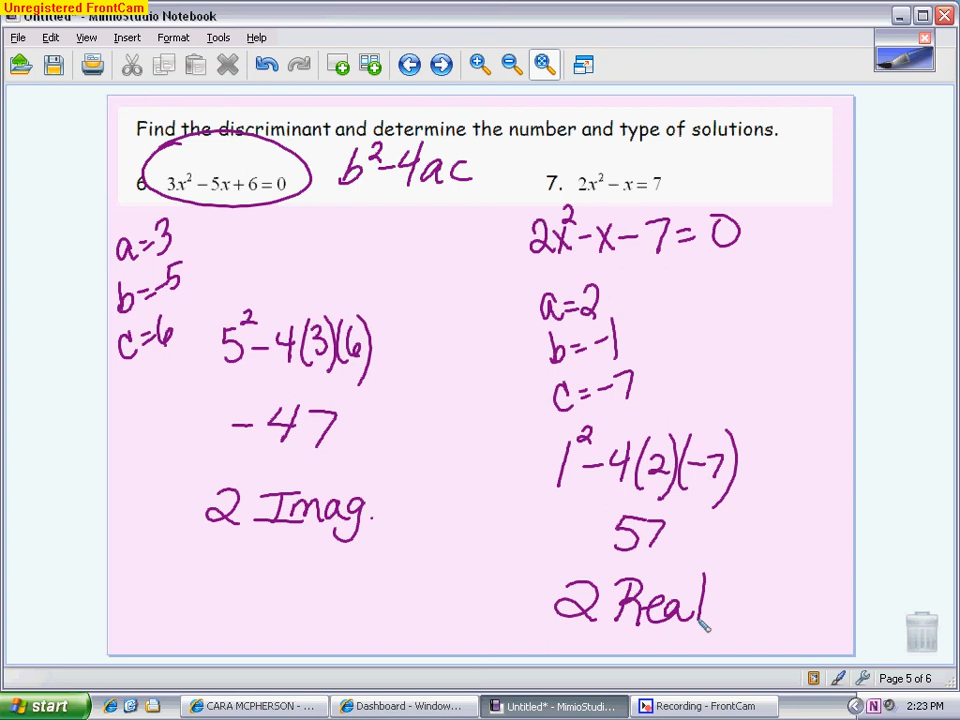 Unregistered FrontCam
Untitled* - MimioStudio Notebook
File Edit View Insert Format Tools Help
Find the discriminant and determine the number and type of solutions.
6. 3x² − 5x + 6 = 0
b² - 4ac
7. 2x² − x = 7
a=3
b=-5
c=6
5² - 4(3)(6)
-47
2 Imag.
2x² - x - 7 = 0
a=2
b=-1
c=-7
1² - 4(2)(-7)
57
2 Real
Page 5 of 6
start
CARA MCPHERSON - ...
Dashboard - Window...
Untitled* - MimioStudi...
Recording - FrontCam
2:23 PM